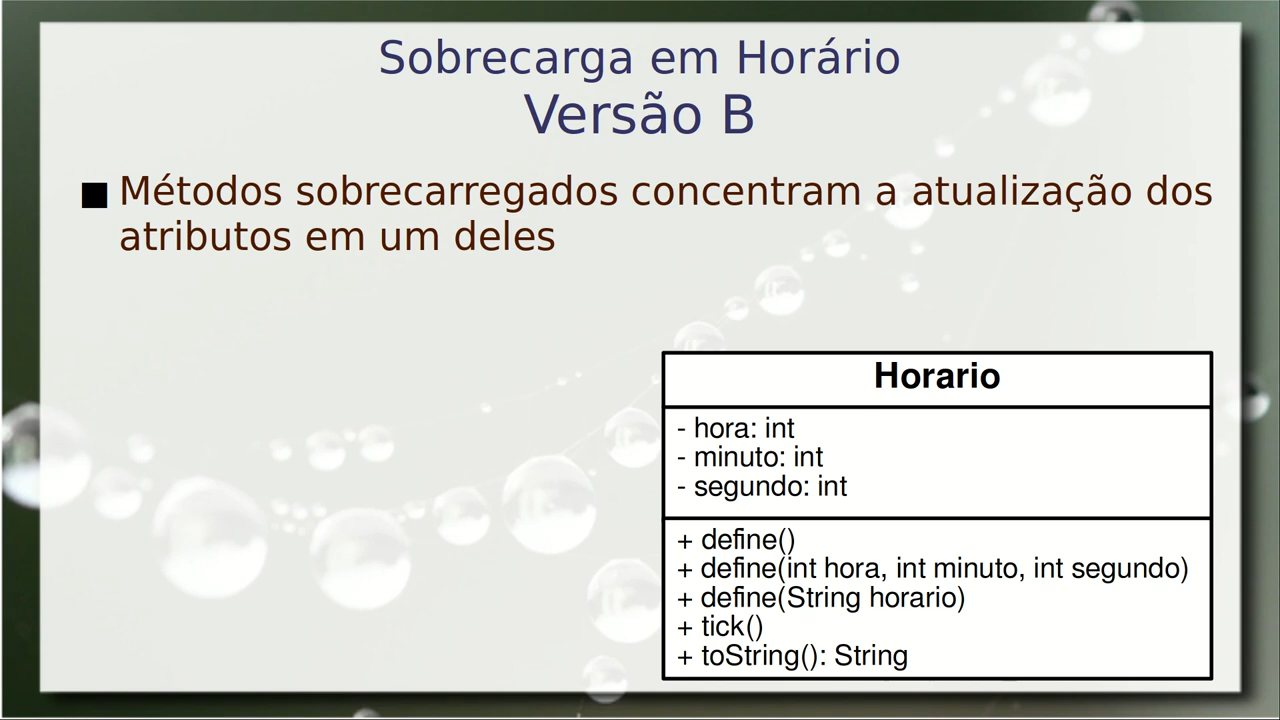 Sobrecarga em Horário
Versão B
■ Métodos sobrecarregados concentram a atualização dos
atributos em um deles
Horario
- hora: int
- minuto: int
- segundo: int
+ define()
+ define(int hora, int minuto, int segundo)
+ define(String horario)
+ tick()
+ toString(): String